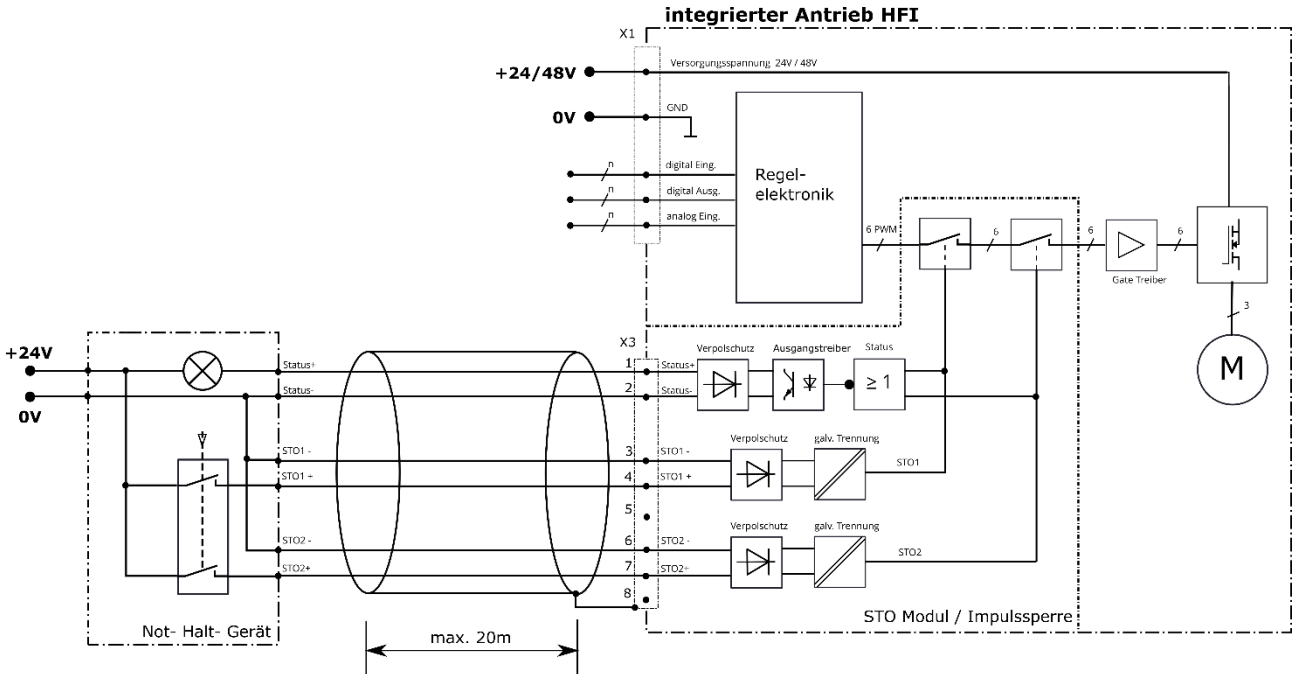 integrierter Antrieb HFI
X1
+24/48V
Versorgungsspannung 24V / 48V
0V
GND
n
digital Eing.
n
digital Ausg.
n
analog Eing.
Regel-
elektronik
6 PWM
6
6
6
Gate Treiber
3
M
X3
+24V
0V
Status+
Status-
STO1 -
STO1 +
STO2 -
STO2+
Not- Halt- Gerät
max. 20m
1
2
3
4
5
6
7
8
Status+
Status-
STO1 -
STO1 +
STO2 -
STO2+
Verpolschutz
Ausgangstreiber
Status
≥ 1
Verpolschutz
galv. Trennung
STO1
Verpolschutz
galv. Trennung
STO2
STO Modul / Impulssperre